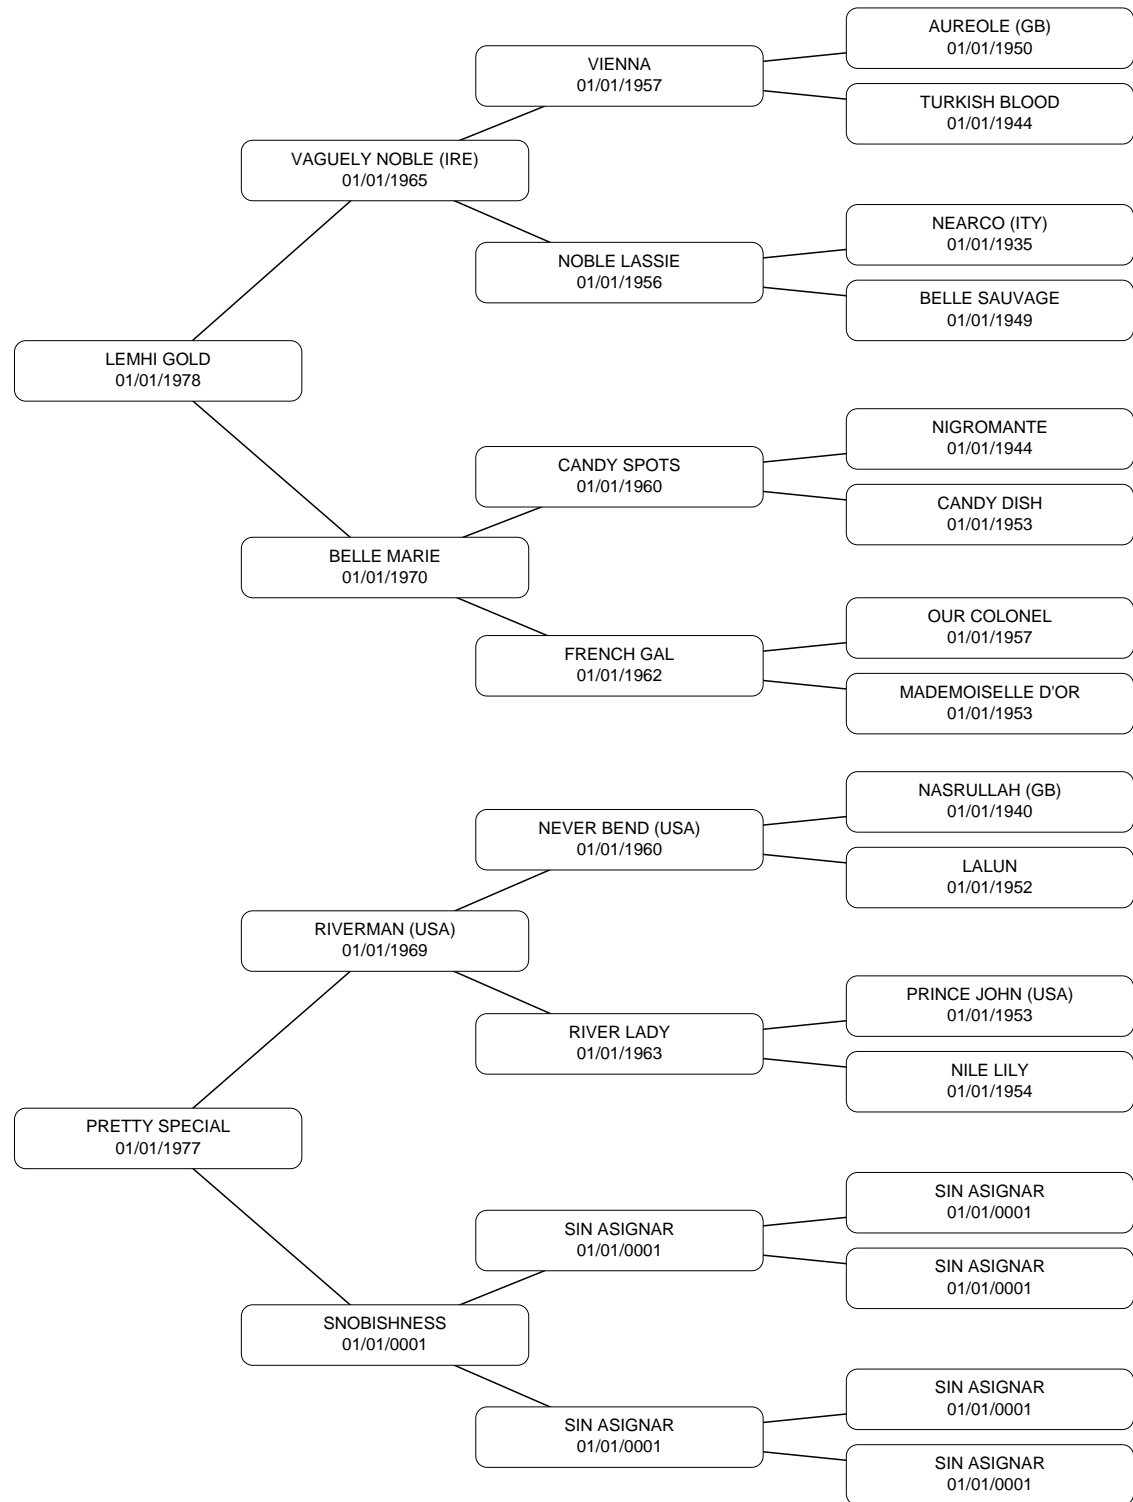 AUREOLE (GB)
01/01/1950
VIENNA
01/01/1957
TURKISH BLOOD
01/01/1944
VAGUELY NOBLE (IRE)
01/01/1965
NEARCO (ITY)
01/01/1935
NOBLE LASSIE
01/01/1956
BELLE SAUVAGE
01/01/1949
LEMHI GOLD
01/01/1978
NIGROMANTE
01/01/1944
CANDY SPOTS
01/01/1960
CANDY DISH
01/01/1953
BELLE MARIE
01/01/1970
OUR COLONEL
01/01/1957
FRENCH GAL
01/01/1962
MADEMOISELLE D'OR
01/01/1953
NASRULLAH (GB)
01/01/1940
NEVER BEND (USA)
01/01/1960
LALUN
01/01/1952
RIVERMAN (USA)
01/01/1969
PRINCE JOHN (USA)
01/01/1953
RIVER LADY
01/01/1963
NILE LILY
01/01/1954
PRETTY SPECIAL
01/01/1977
SIN ASIGNAR
01/01/0001
SIN ASIGNAR
01/01/0001
SIN ASIGNAR
01/01/0001
SNOBISHNESS
01/01/0001
SIN ASIGNAR
01/01/0001
SIN ASIGNAR
01/01/0001
SIN ASIGNAR
01/01/0001